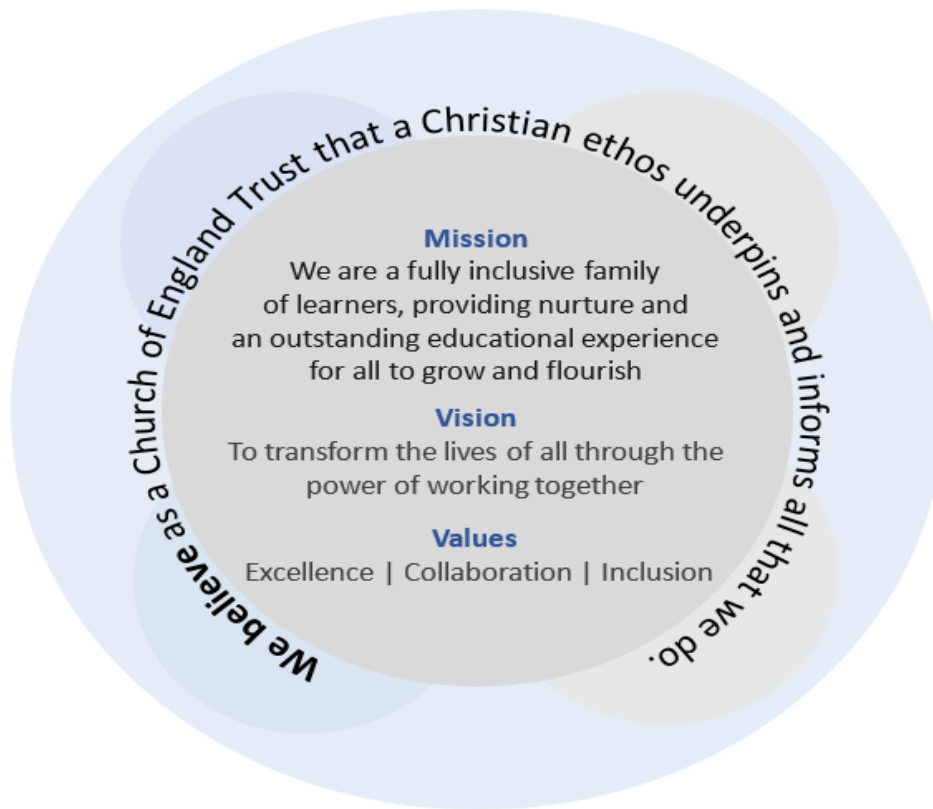 We believe as a Church of England Trust that a Christian ethos underpins and informs all that we do.
Mission
We are a fully inclusive family
of learners, providing nurture and
an outstanding educational experience
for all to grow and flourish
Vision
To transform the lives of all through the
power of working together
Values
Excellence | Collaboration | Inclusion